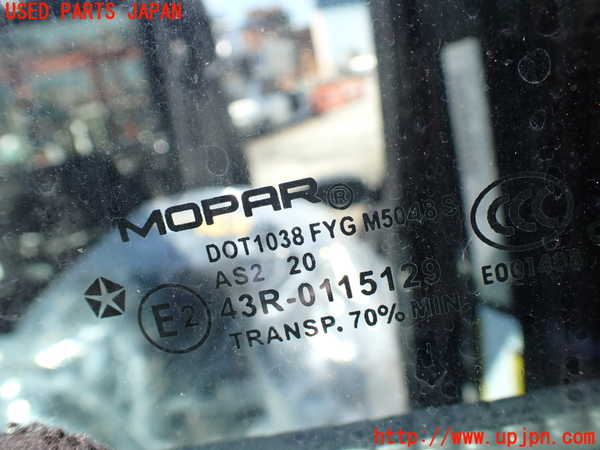 USED PARTS JAPAN
MOPAR®
DOT1038 FYG M5048 S
CCC
AS2 20
43R-0115129
E2
TRANSP. 70% MIN
http://www.upjpn.com